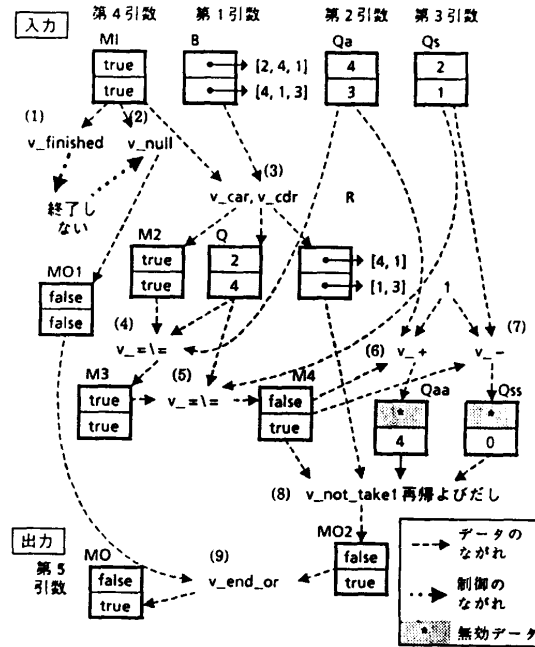 第4引数 第1引数 第2引数 第3引数
入力
MI B Qa Qs
true [2, 4, 1] 4 2
true [4, 1, 3] 3 1
(1) (2)
v_finished v_null
(3)
終了し
ない
v_car, v_cdr R
M2 Q
true 2 [4, 1]
true 4 [1, 3]
MO1
false
false
1
(4) v_=\=
(6) v_+ (7) v_-
M3
true
true
(5) v_=\=
M4
false
true
Qaa Qss
* *
4 0
(8) v_not_take1 再帰よびだし
MO2
false
true
出力
第5
引数
MO
false
true
(9)
v_end_or
データの
ながれ
制御の
ながれ
* 無効データ